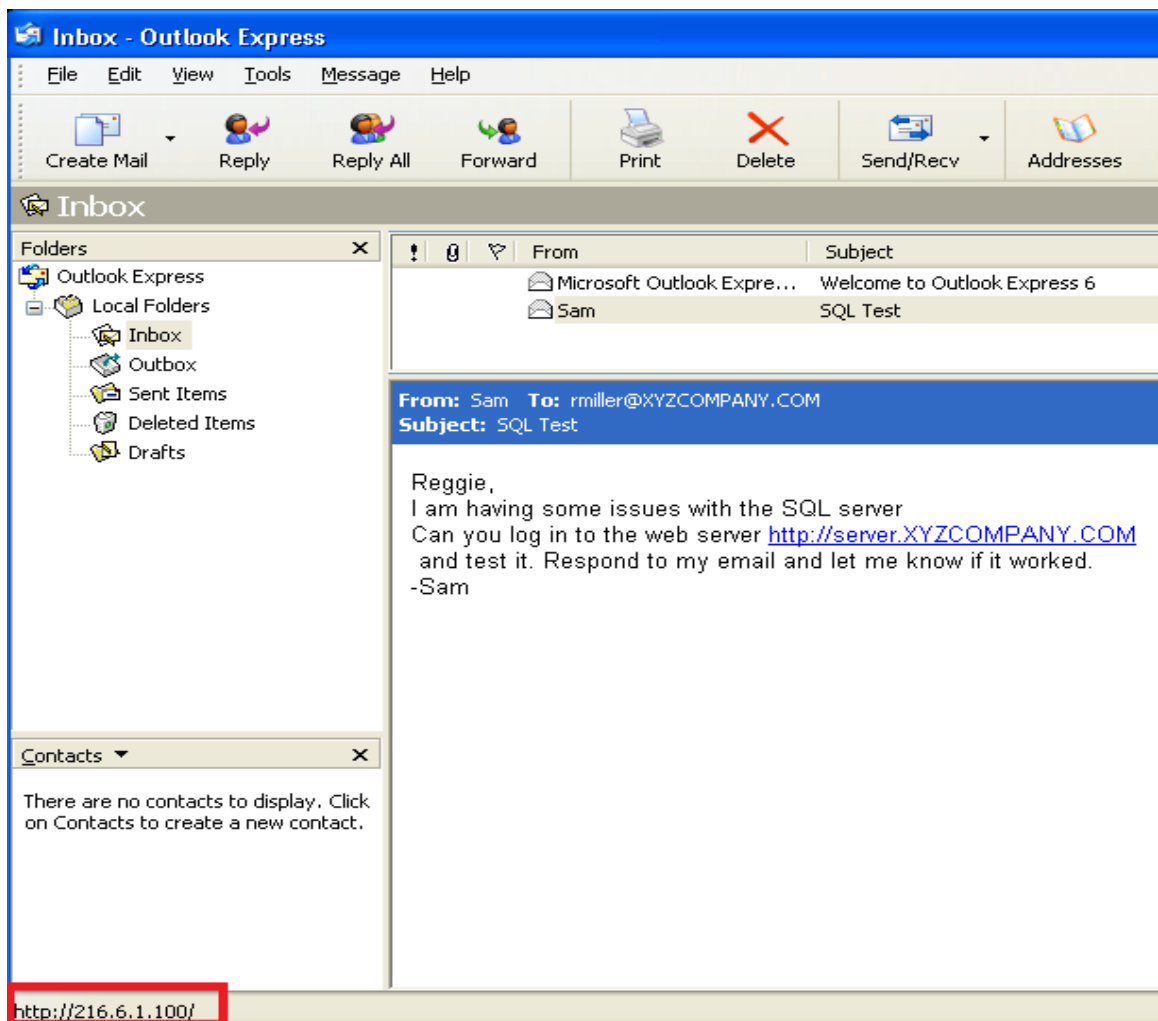 Inbox - Outlook Express
File Edit View Tools Message Help
Create Mail Reply Reply All Forward Print Delete Send/Recv Addresses
Inbox
Folders
Outlook Express
Local Folders
Inbox
Outbox
Sent Items
Deleted Items
Drafts
! From Subject
Microsoft Outlook Expre... Welcome to Outlook Express 6
Sam SQL Test
From: Sam To: rmiller@XYZCOMPANY.COM
Subject: SQL Test
Reggie,
I am having some issues with the SQL server
Can you log in to the web server http://server.XYZCOMPANY.COM
and test it. Respond to my email and let me know if it worked.
-Sam
Contacts
There are no contacts to display. Click
on Contacts to create a new contact.
http://216.6.1.100/